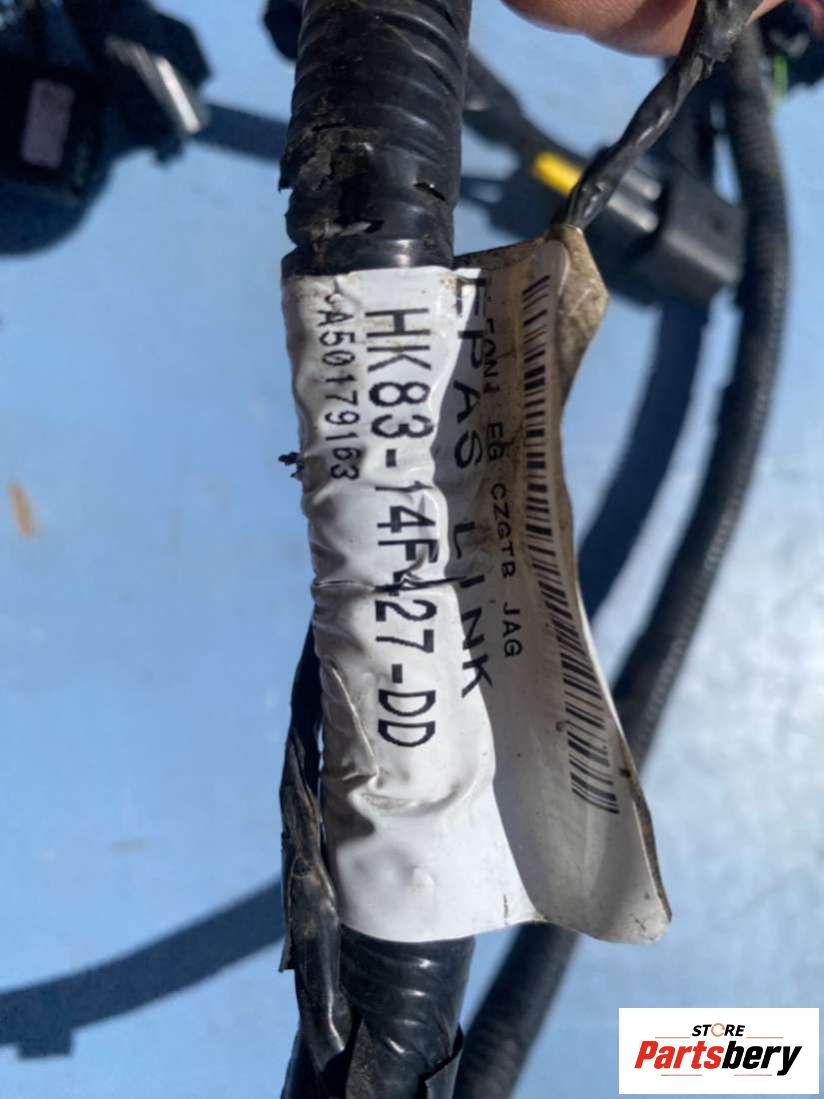 EPAS LINK
EG CZGTB JAG
HK83-14F427-DD
A50179163
STORE
Partsbery